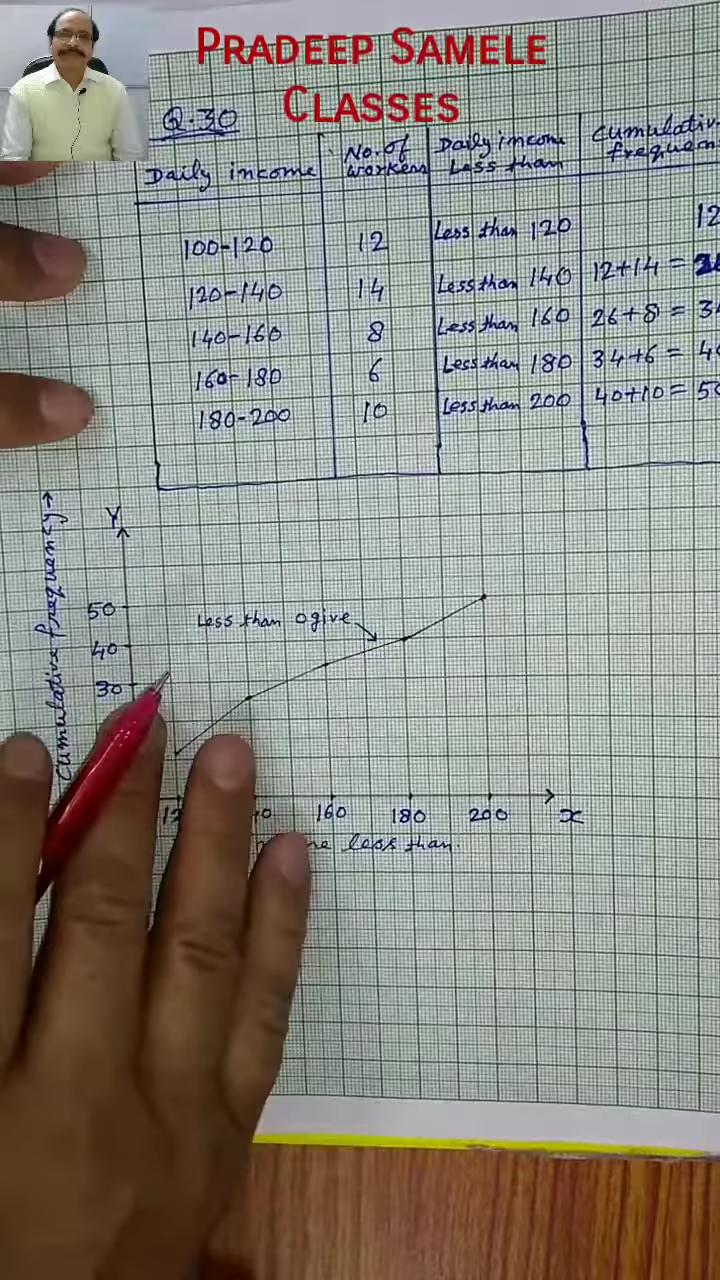 PRADEEP SAMELE
CLASSES
Q.30
Daily income No. of workers Daily income Less than Cumulative
100-120 12 Less than 120 12
120-140 14 Less than 140 12+14 =
140-160 8 Less than 160 26+8 =
160-180 6 Less than 180 34+6 =
180-200 10 Less than 200 40+10 =
Cumulative frequency→
Y
50
40
30
Less than ogive
160 180 200 x
less than.